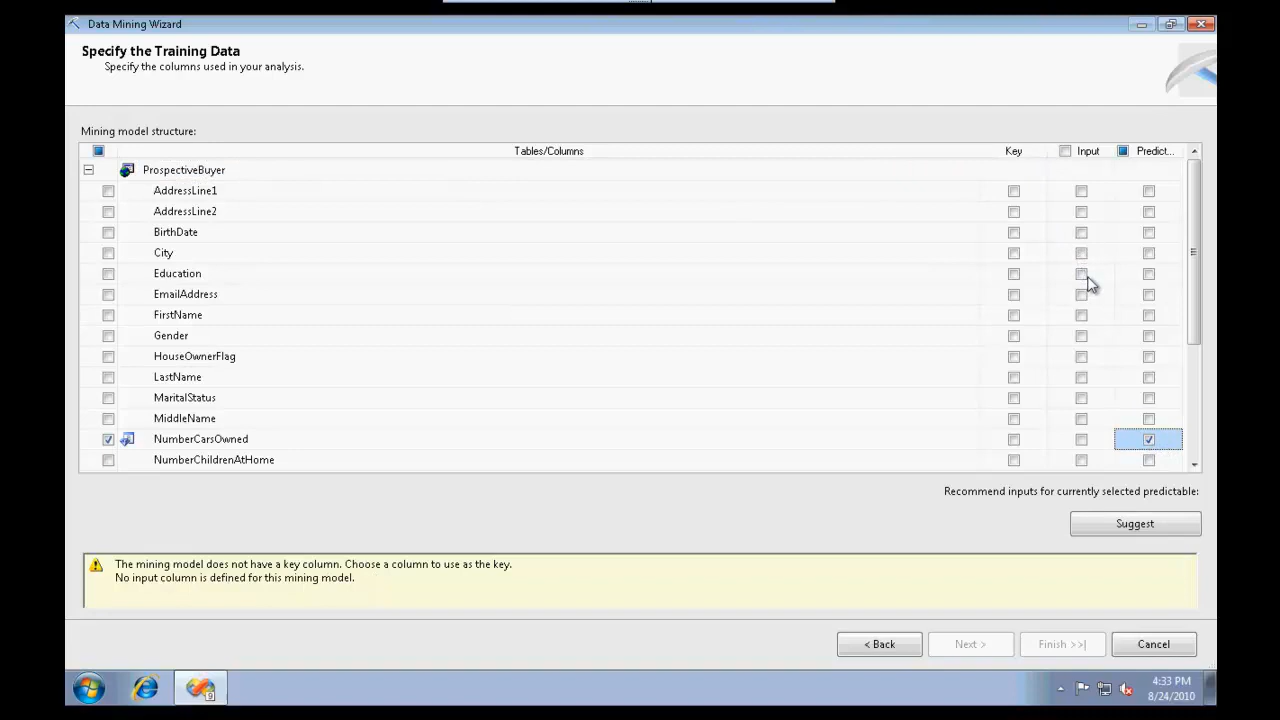 Data Mining Wizard
Specify the Training Data
Specify the columns used in your analysis.
Mining model structure:
Tables/Columns Key Input Predict...
ProspectiveBuyer
AddressLine1
AddressLine2
BirthDate
City
Education
EmailAddress
FirstName
Gender
HouseOwnerFlag
LastName
MaritalStatus
MiddleName
NumberCarsOwned
NumberChildrenAtHome
Recommend inputs for currently selected predictable:
Suggest
The mining model does not have a key column. Choose a column to use as the key.
No input column is defined for this mining model.
< Back Next > Finish >>| Cancel
9
4:33 PM
8/24/2010